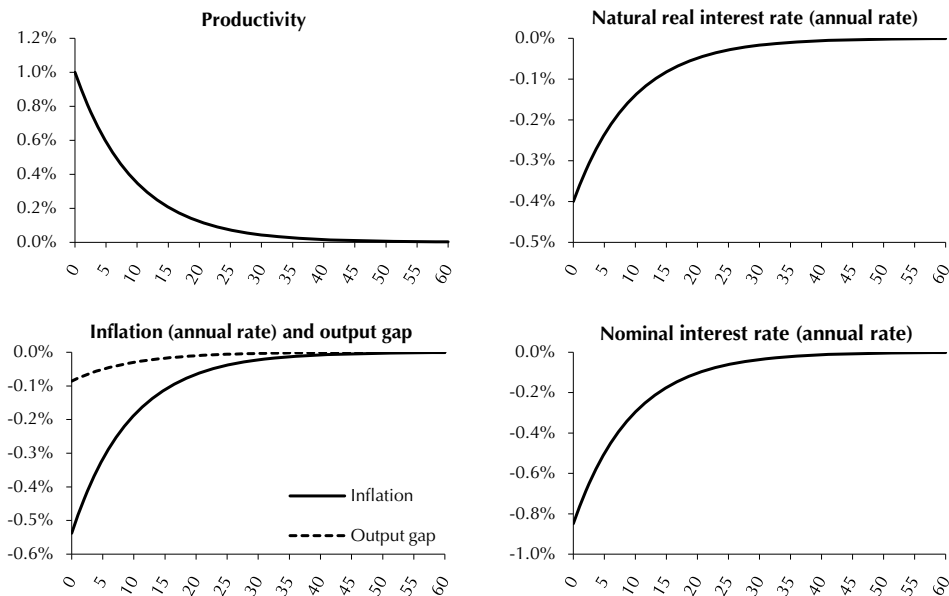 Productivity
1.2%
1.0%
0.8%
0.6%
0.4%
0.2%
0.0%
0 5 10 15 20 25 30 35 40 45 50 55 60
Natural real interest rate (annual rate)
0.0%
-0.1%
-0.2%
-0.3%
-0.4%
-0.5%
0 5 10 15 20 25 30 35 40 45 50 55 60
Inflation (annual rate) and output gap
0.0%
-0.1%
-0.2%
-0.3%
-0.4%
-0.5%
-0.6%
Inflation
Output gap
0 5 10 15 20 25 30 35 40 45 50 55 60
Nominal interest rate (annual rate)
0.0%
-0.2%
-0.4%
-0.6%
-0.8%
-1.0%
0 5 10 15 20 25 30 35 40 45 50 55 60